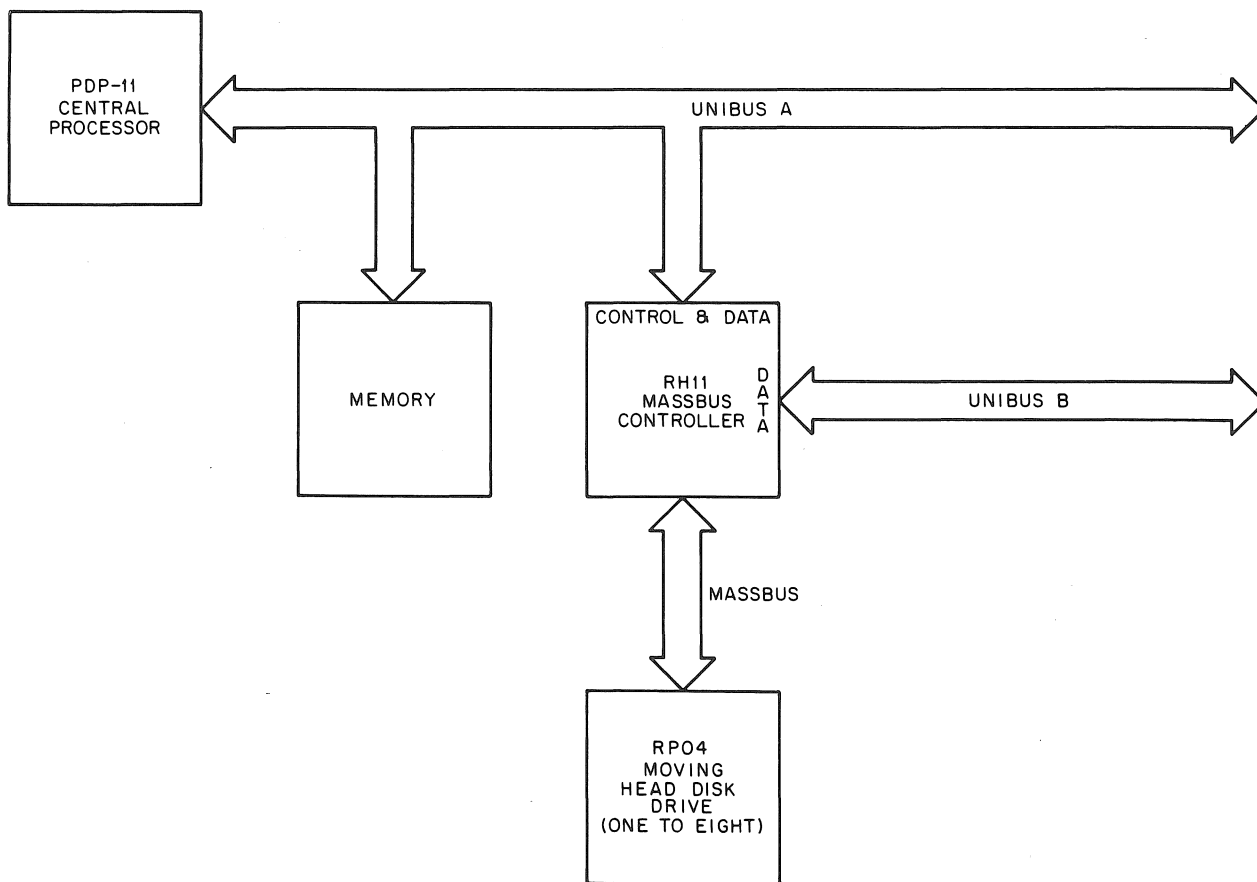 PDP-11
CENTRAL
PROCESSOR
UNIBUS A
MEMORY
CONTROL & DATA
RH11
MASSBUS
CONTROLLER
DATA
UNIBUS B
MASSBUS
RP04
MOVING
HEAD DISK
DRIVE
(ONE TO EIGHT)